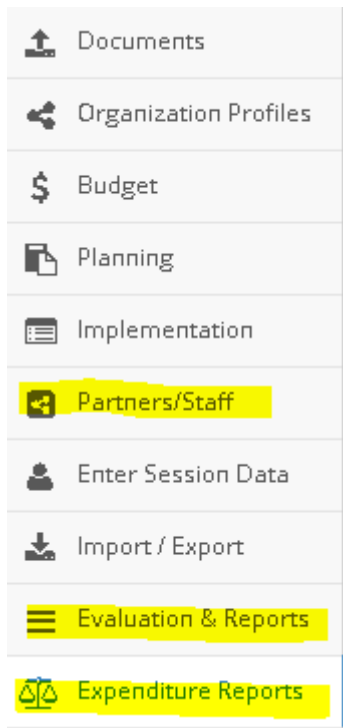 Documents
Organization Profiles
Budget
Planning
Implementation
Partners/Staff
Enter Session Data
Import / Export
Evaluation & Reports
Expenditure Reports